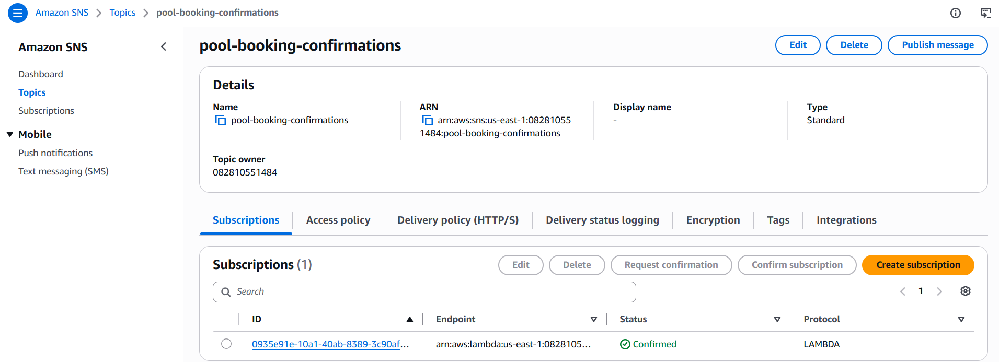 Amazon SNS > Topics > pool-booking-confirmations
Amazon SNS
Dashboard
Topics
Subscriptions
Mobile
Push notifications
Text messaging (SMS)
pool-booking-confirmations
Edit Delete Publish message
Details
Name
pool-booking-confirmations
ARN
arn:aws:sns:us-east-1:08281055
1484:pool-booking-confirmations
Display name
-
Type
Standard
Topic owner
082810551484
Subscriptions Access policy Delivery policy (HTTP/S) Delivery status logging Encryption Tags Integrations
Subscriptions (1)
Edit Delete Request confirmation Confirm subscription Create subscription
Search
1
ID Endpoint Status Protocol
0935e91e-10a1-40ab-8389-3c90af... arn:aws:lambda:us-east-1:0828105... Confirmed LAMBDA